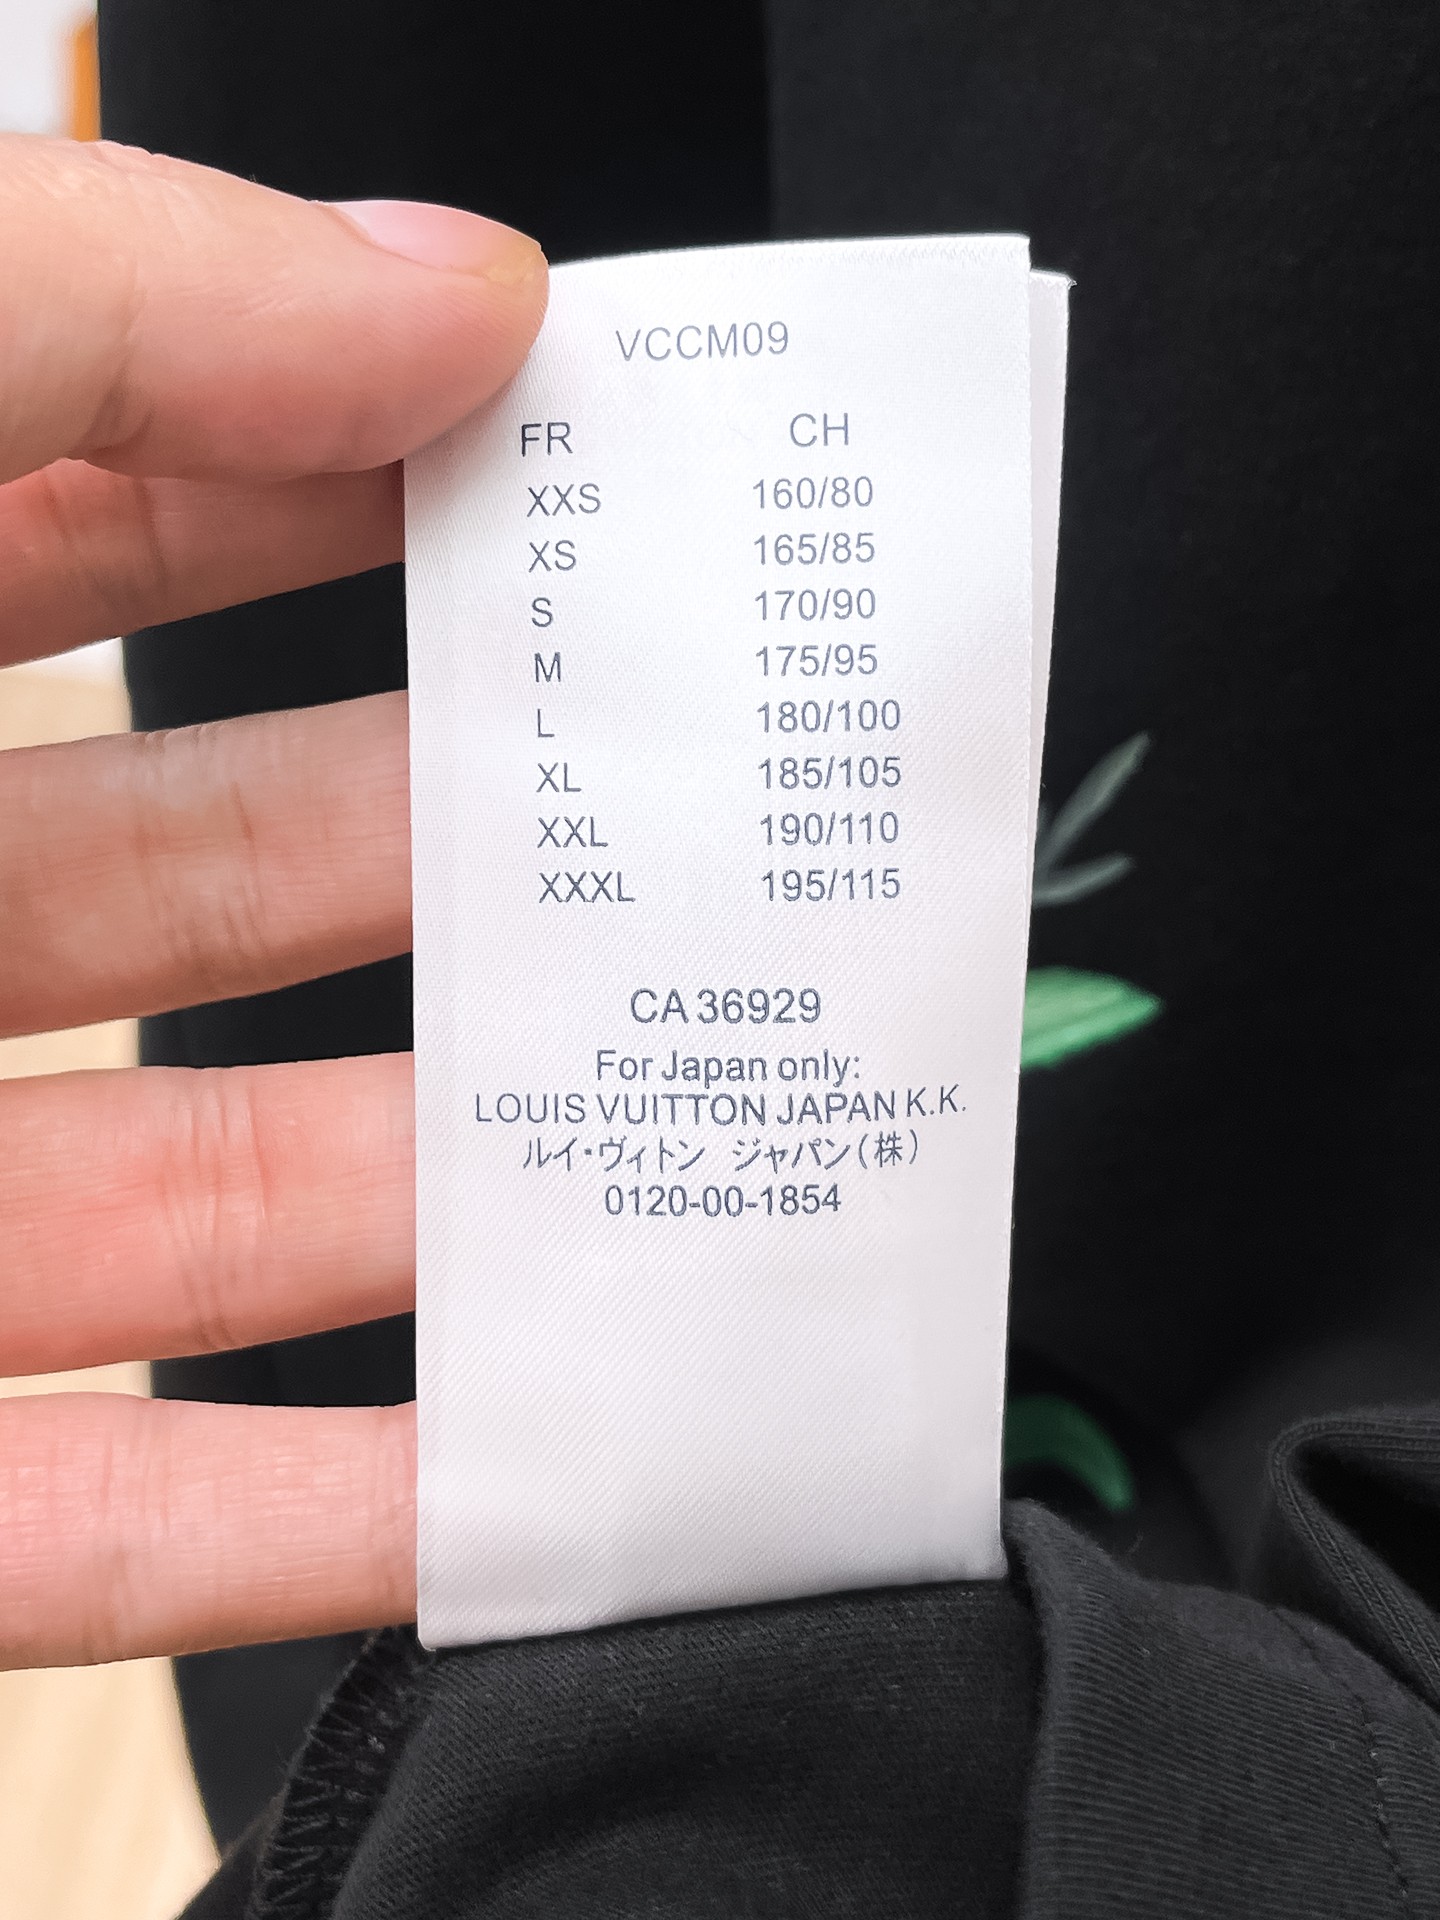 VCCM09
FR CH
XXS 160/80
XS 165/85
S 170/90
M 175/95
L 180/100
XL 185/105
XXL 190/110
XXXL 195/115
CA 36929
For Japan only:
LOUIS VUITTON JAPAN K.K.
ルイ・ヴィトン ジャパン(株)
0120-00-1854